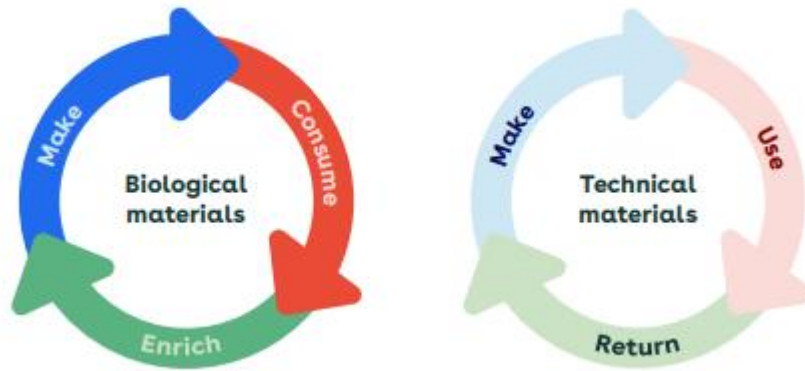 Make
Consume
Biological
materials
Enrich
Make
Use
Technical
materials
Return